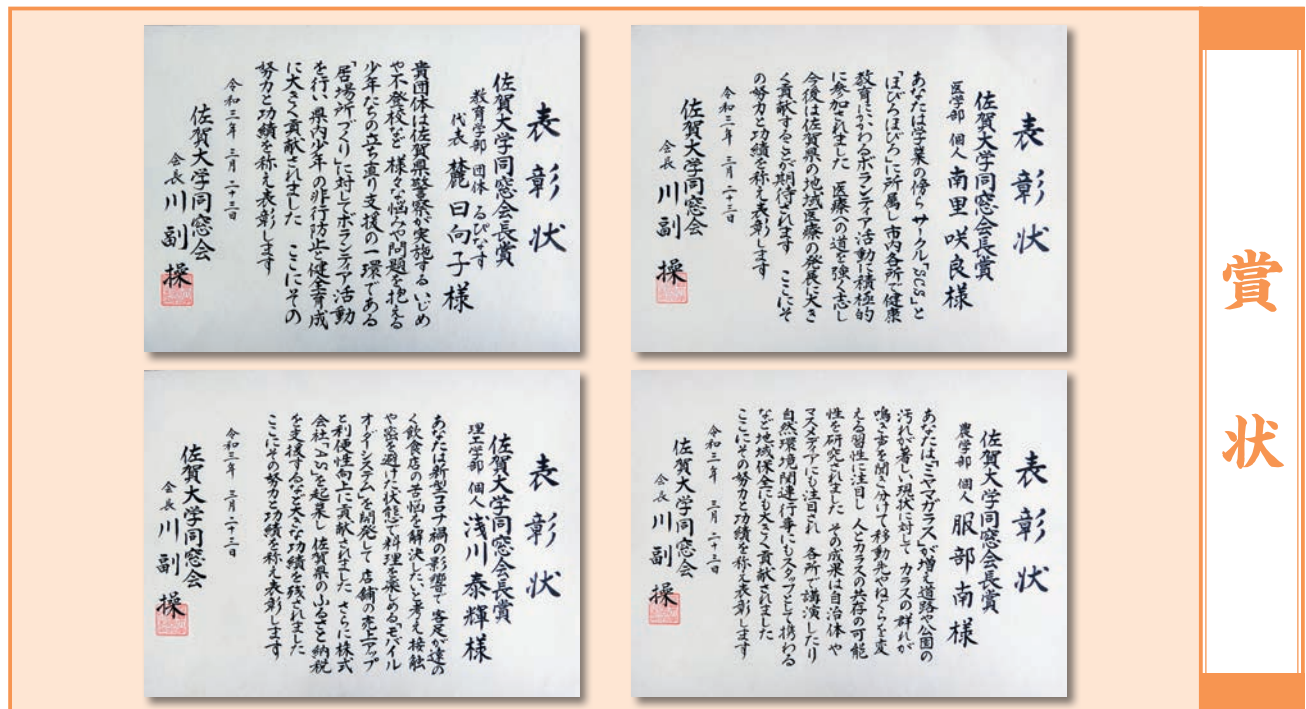 賞状
表彰状
佐賀大学同窓会長賞
医学部 個人 南里咲良様
あなたは学業の傍ら サークル「SCS」と
「ほびろほびろ」に所属し市内各所で健康
教育にかかわるボランティア活動に積極的
に参加されました 医療への道を強く志し
今後は佐賀県の地域医療の発展に大き
く貢献することが期待されます ここにそ
の努力と功績を称え表彰します
令和三年 三月 二十三日
佐賀大学同窓会
会長 川副 操
表彰状
佐賀大学同窓会長賞
教育学部 団体 るぴなす
代表 麓日向子様
貴団体は佐賀県警察が実施する いじめ
や不登校など 様々な悩みや問題を抱える
少年たちの立ち直り支援の一環である
「居場所づくり」に対してボランティア活動
を行い 県内少年の非行防止と健全育成
に大きく貢献されました ここにその
努力と功績を称え表彰します
令和三年 三月 二十三日
佐賀大学同窓会
会長 川副 操
表彰状
佐賀大学同窓会長賞
農学部 個人 服部南様
あなたは「ミヤマガラス」が増え道路や公園の
汚れが著しい現状に対して カラスの群れが
鳴き声を聞き分けて移動先やねぐらを変
える習性に注目し 人とカラスの共存の可能
性を研究されました その成果は自治体や
マスメディアにも注目され 各所で講演したり
自然環境関連行事にもスタッフとして携わる
など地域保全にも大きく貢献されました
ここにその努力と功績を称え表彰します
令和三年 三月 二十三日
佐賀大学同窓会
会長 川副 操
表彰状
佐賀大学同窓会長賞
理工学部 個人 浅川泰輝様
あなたは新型コロナ禍の影響で 客足が遠の
く飲食店の苦悩を解決したいと考え 接触
や密を避けた状態で料理を楽める「モバイル
オーダーシステム」を開発して 店舗の売上アップ
と利便性向上に貢献されました さらに株式
会社「AS」を起業し 佐賀県のふるさと納税
を支援するなど大きな功績を残されました
ここにその努力と功績を称え表彰します
令和三年 三月 二十三日
佐賀大学同窓会
会長 川副 操